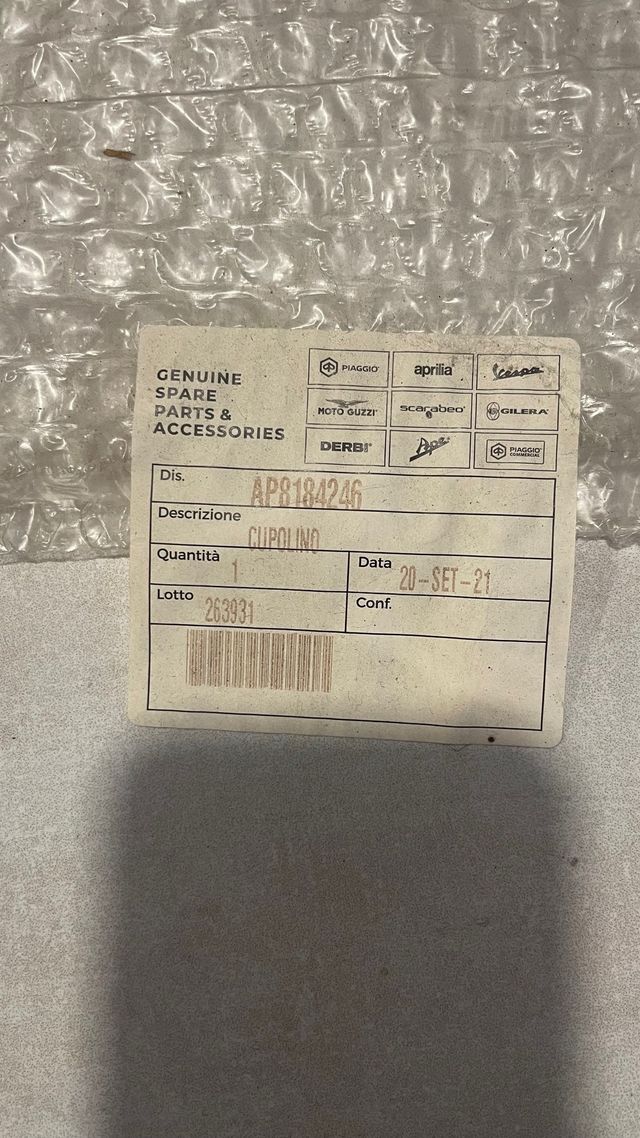 GENUINE
SPARE
PARTS &
ACCESSORIES
PIAGGIO
aprilia
Vespa
MOTO GUZZI
scarabeo
GILERA
DERBI
Ape
PIAGGIO
COMMERCIAL
Dis. AP8184246
Descrizione CUPOLINO
Quantità 1 Data 20-SET-21
Lotto 263931 Conf.